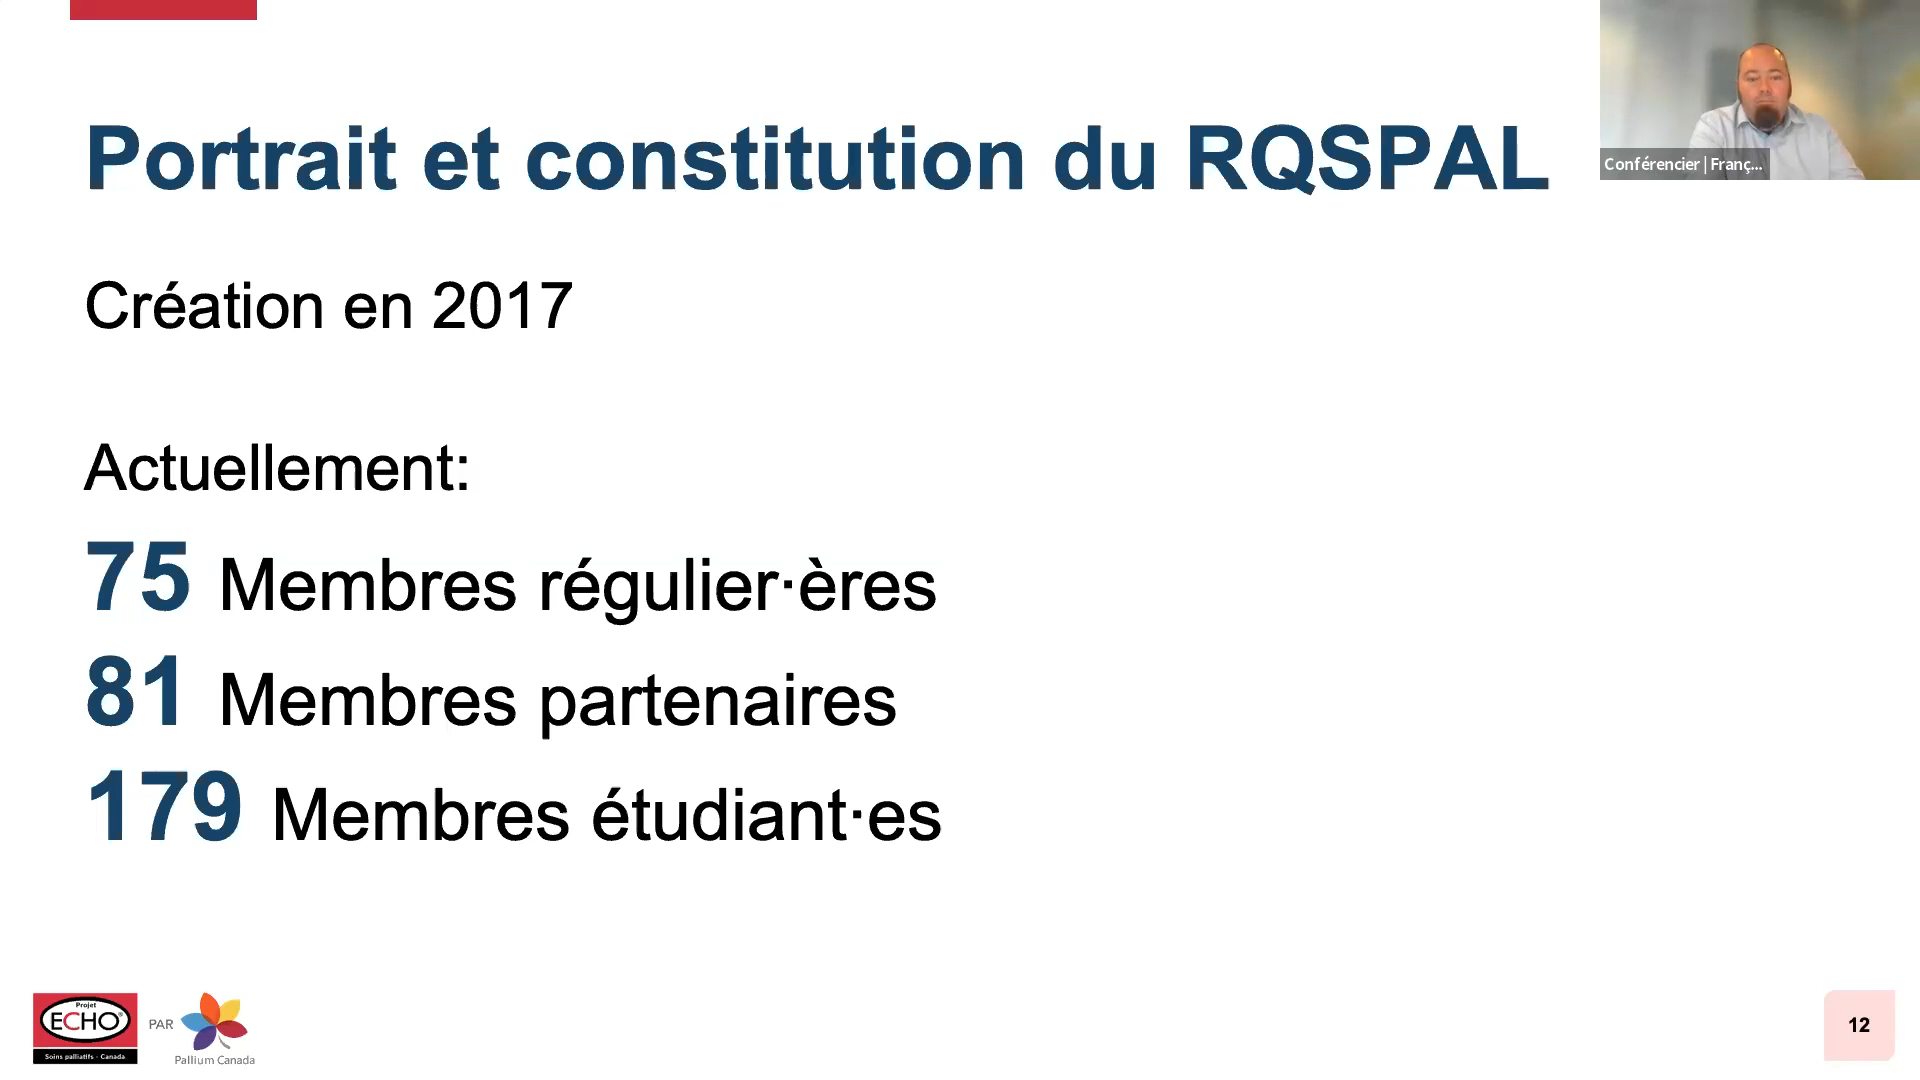 Portrait et constitution du RQSPAL
Conférencier | Franç...
Création en 2017
Actuellement:
75 Membres régulier·ères
81 Membres partenaires
179 Membres étudiant·es
Projet
ECHO®
Soins palliatifs - Canada
PAR
Pallium Canada
12